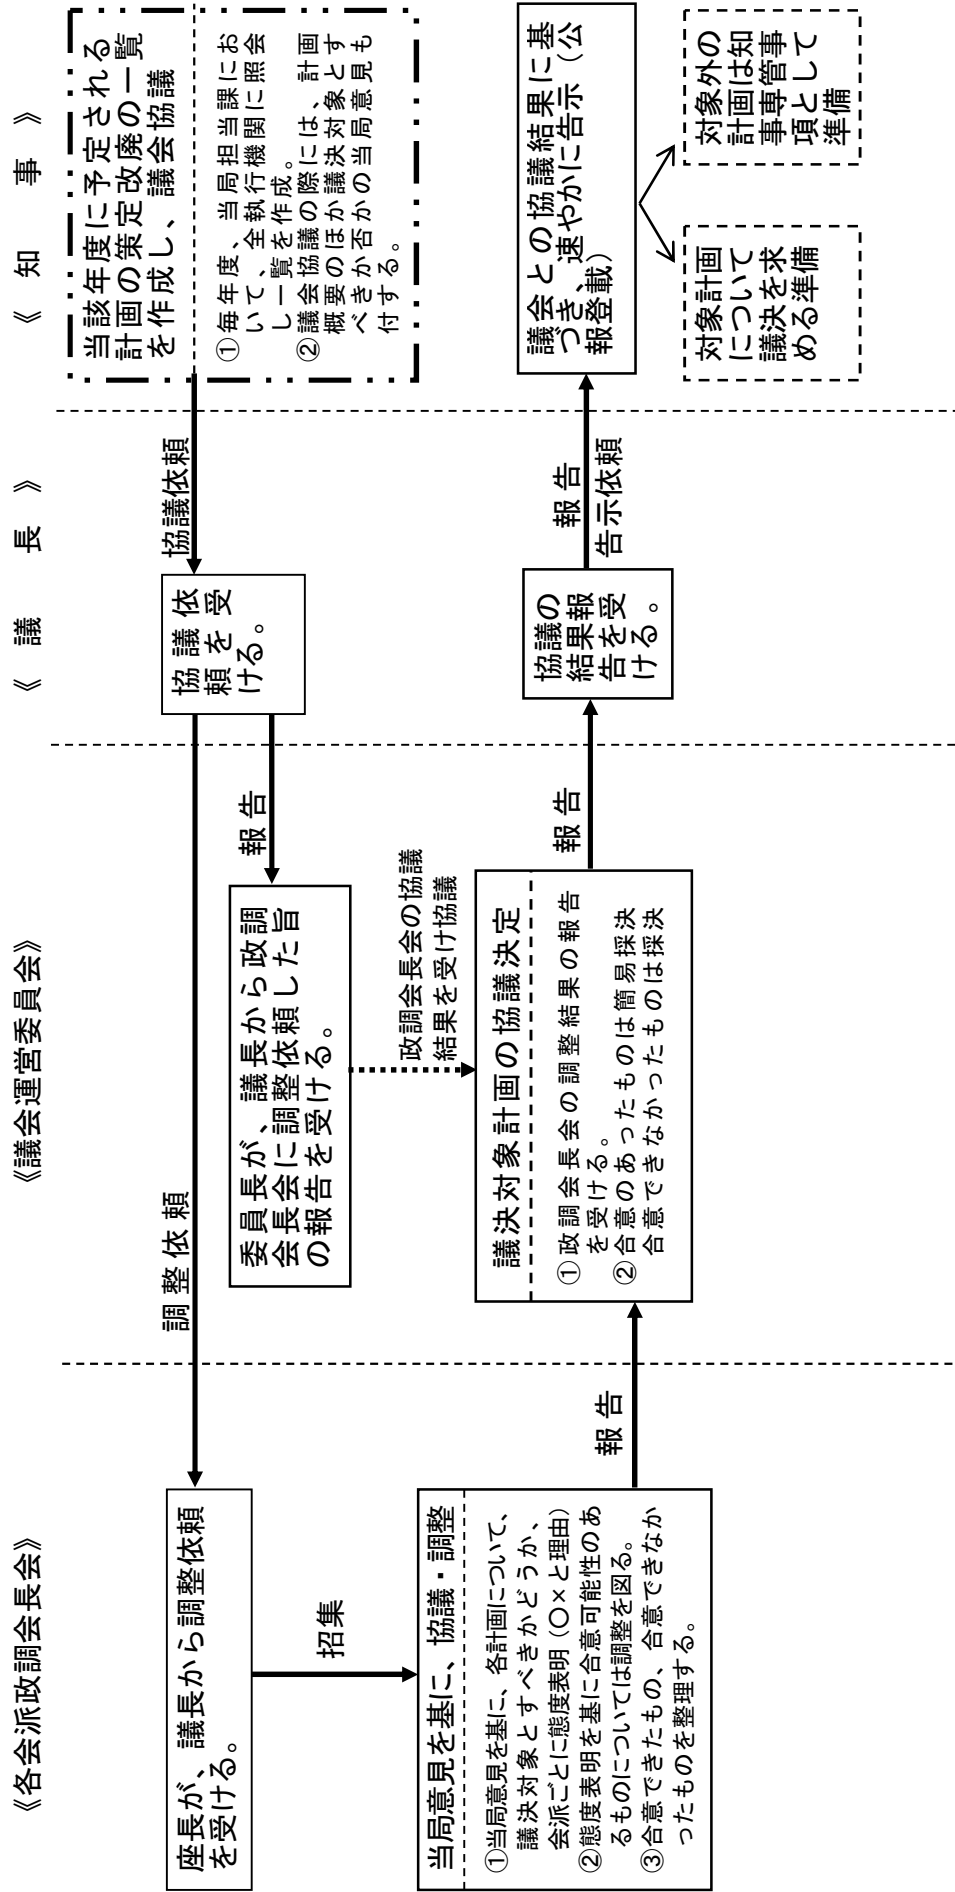 《各会派政調会長会》
《議会運営委員会》
《　議　長　》
《　知　事　》
当該年度に予定される
計画の策定改廃の一覧
を作成し、議会協議
①毎年度、当局担当課にお
いて、全執行機関に照会
し一覧を作成。
②議会協議の際には、計画
概要のほか議決対象とす
べきか否かの当局意見も
付する。
協議依頼
協議依
頼を受
ける。
調整依頼
報告
座長が、議長から調整依頼
を受ける。
委員長が、議長から政調
会長会に調整依頼した旨
の報告を受ける。
招集
政調会長会の協議
結果を受け協議
当局意見を基に、協議・調整
①当局意見を基に、各計画について、
議決対象とすべきかどうか、
会派ごとに態度表明（〇×と理由）
②態度表明を基に合意可能性のあ
るものについては調整を図る。
③合意できたもの、合意できなか
ったものを整理する。
報告
議決対象計画の協議決定
①政調会長会の調整結果の報告
を受ける。
②合意のあったものは簡易採決
合意できなかったものは採決
報告
協議の
結果報
告を受
ける。
報告
告示依頼
議会との協議結果に基
づき、速やかに告示（公
報登載）
対象計画
について
議決を求
める準備
対象外の
計画は知
事専管事
項として
準備